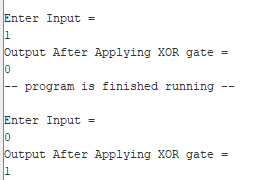 Enter Input =
1
Output After Applying XOR gate =
0
-- program is finished running --
Enter Input =
0
Output After Applying XOR gate =
1